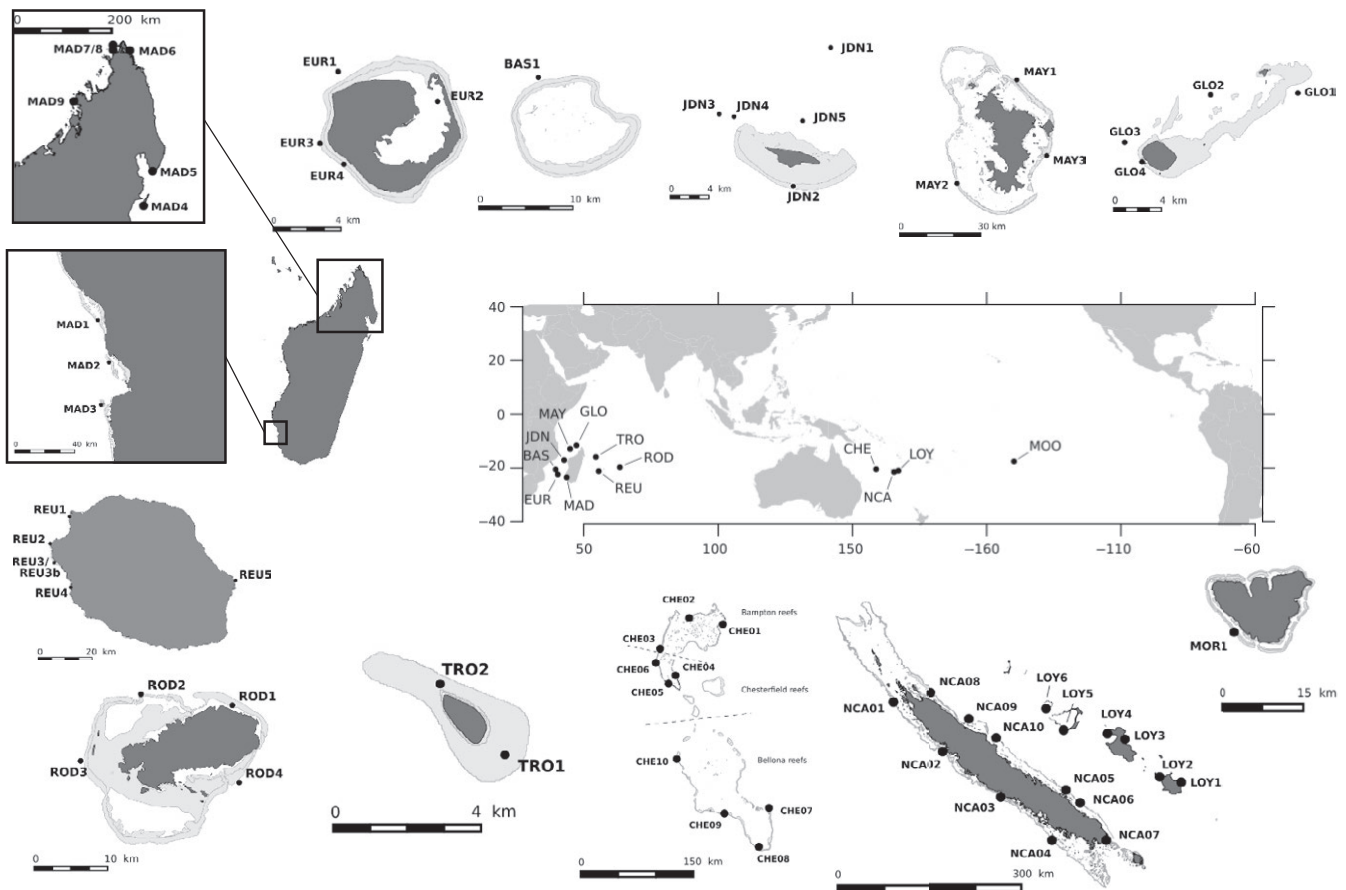 0 200 km
MAD7/8 MAD6
MAD9
MAD5
MAD4
EUR1
EUR2
EUR3
EUR4
0 4 km
BAS1
0 10 km
JDN1
JDN3 JDN4
JDN5
JDN2
0 4 km
MAY1
MAY3
MAY2
0 30 km
GLO2
GLO1
GLO3
GLO4
0 4 km
MAD1
MAD2
MAD3
0 40 km
40
20
0
−20
−40
MAY GLO
JDN TRO
BAS ROD
EUR MAD REU
CHE LOY MOO
NCA
50 100 150 −160 −110 −60
REU1
REU2
REU3/
REU3b
REU4
REU5
0 20 km
ROD2 ROD1
ROD3
ROD4
0 10 km
TRO2
TRO1
0 4 km
CHE02
Bampton reefs
CHE01
CHE03
CHE06
CHE04
CHE05
Chesterfield reefs
CHE10
Bellona reefs
CHE07
CHE09
CHE08
0 150 km
NCA08
NCA01
NCA09
NCA10
NCA02
NCA03
NCA05
NCA06
NCA04
NCA07
LOY6
LOY5
LOY4
LOY3
LOY2
LOY1
0 300 km
MOR1
0 15 km